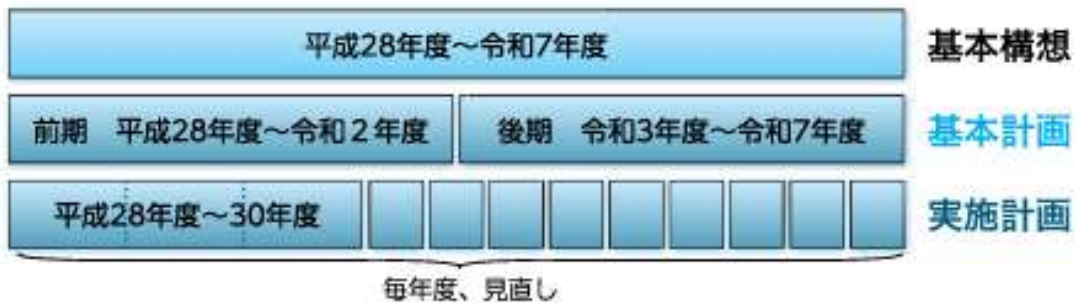 平成28年度～令和7年度 基本構想
前期　平成28年度～令和２年度 後期　令和3年度～令和7年度 基本計画
平成28年度～30年度 実施計画
毎年度、見直し